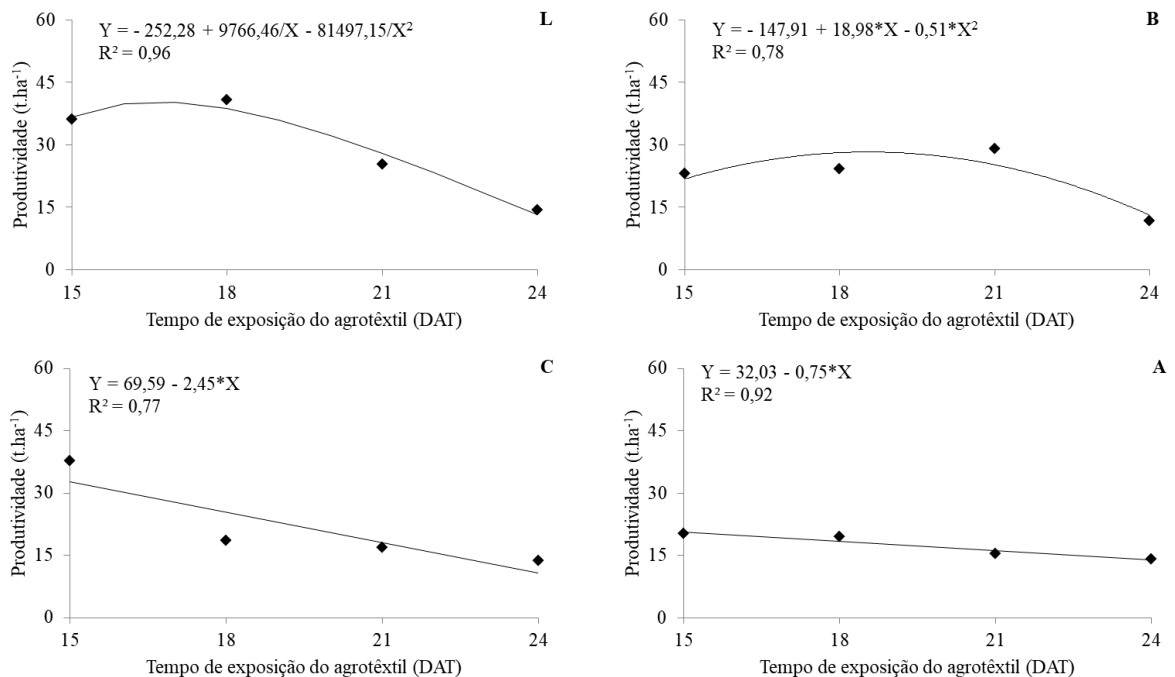 L
Y = - 252,28 + 9766,46/X - 81497,15/X²
R² = 0,96
Produtividade (t.ha⁻¹)
60
45
30
15
0
15 18 21 24
Tempo de exposição do agrotêxtil (DAT)
B
Y = - 147,91 + 18,98*X - 0,51*X²
R² = 0,78
Produtividade (t.ha⁻¹)
60
45
30
15
0
15 18 21 24
Tempo de exposição do agrotêxtil (DAT)
C
Y = 69,59 - 2,45*X
R² = 0,77
Produtividade (t.ha⁻¹)
60
45
30
15
0
15 18 21 24
Tempo de exposição do agrotêxtil (DAT)
A
Y = 32,03 - 0,75*X
R² = 0,92
Produtividade (t.ha⁻¹)
60
45
30
15
0
15 18 21 24
Tempo de exposição do agrotêxtil (DAT)